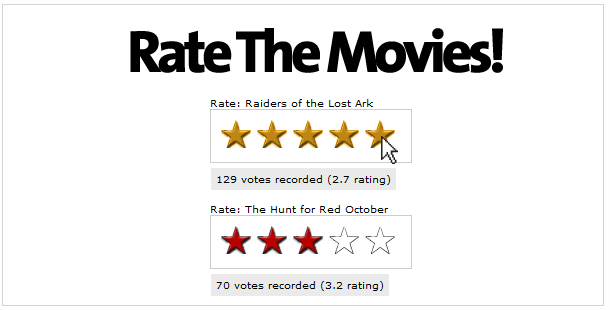 Rate The Movies!
Rate: Raiders of the Lost Ark
129 votes recorded (2.7 rating)
Rate: The Hunt for Red October
70 votes recorded (3.2 rating)